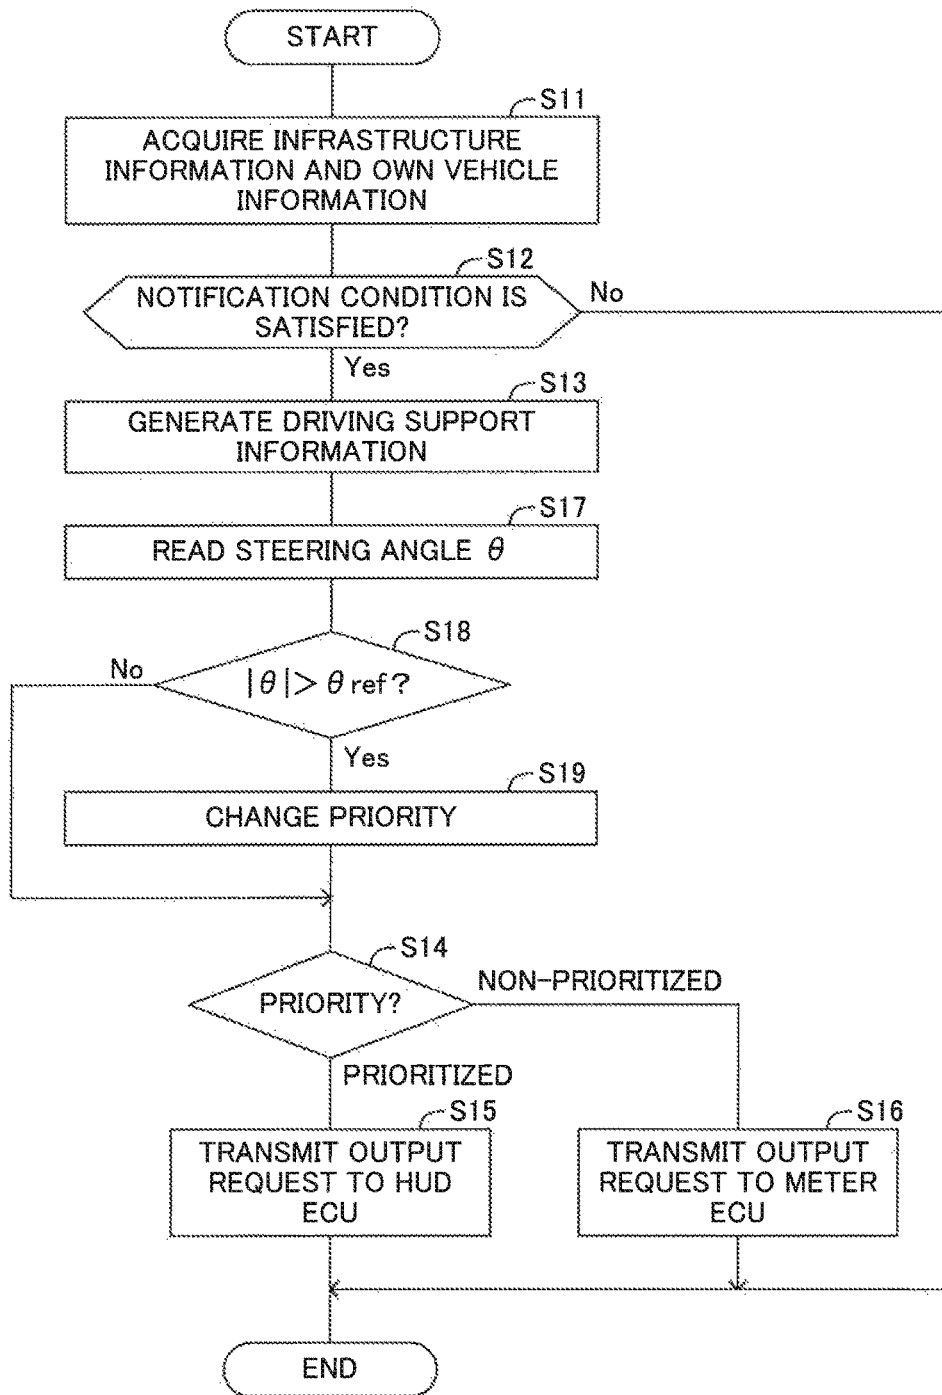 START
S11
ACQUIRE INFRASTRUCTURE
INFORMATION AND OWN VEHICLE
INFORMATION
S12
NOTIFICATION CONDITION IS
SATISFIED?
No
Yes
S13
GENERATE DRIVING SUPPORT
INFORMATION
S17
READ STEERING ANGLE θ
S18
No
|θ|> θ ref?
Yes
S19
CHANGE PRIORITY
S14
NON-PRIORITIZED
PRIORITY?
PRIORITIZED
S15
TRANSMIT OUTPUT
REQUEST TO HUD
ECU
S16
TRANSMIT OUTPUT
REQUEST TO METER
ECU
END